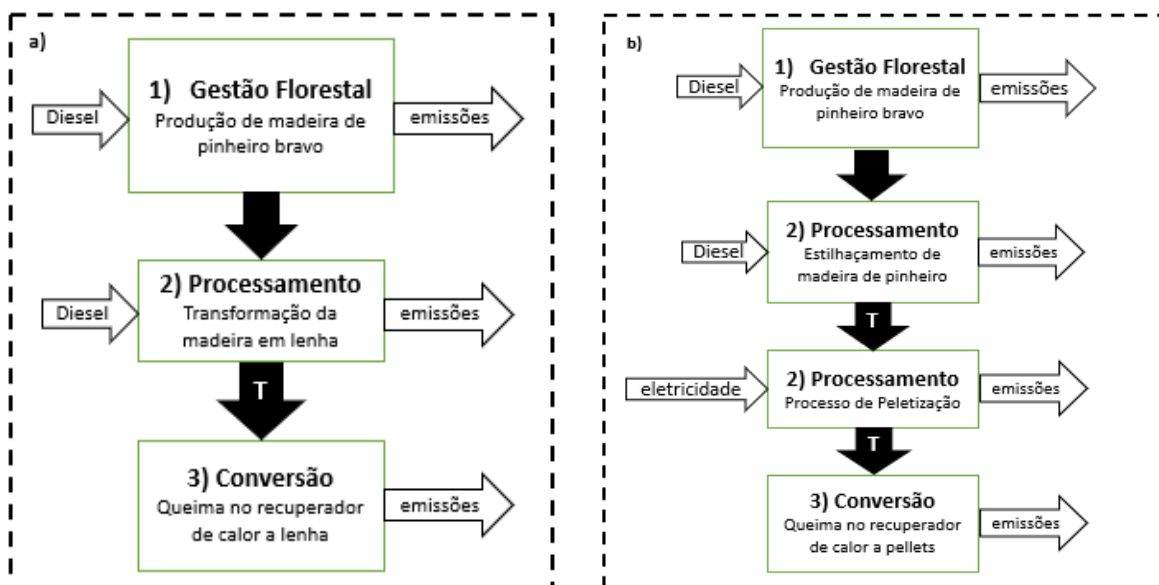 a)
1) Gestão Florestal
Produção de madeira de
pinheiro bravo
Diesel
emissões
2) Processamento
Transformação da
madeira em lenha
Diesel
emissões
T
3) Conversão
Queima no recuperador
de calor a lenha
emissões
b)
1) Gestão Florestal
Produção de madeira de
pinheiro bravo
Diesel
emissões
2) Processamento
Estilhaçamento de
madeira de pinheiro
Diesel
emissões
T
2) Processamento
Processo de Peletização
eletricidade
emissões
T
3) Conversão
Queima no recuperador
de calor a pellets
emissões